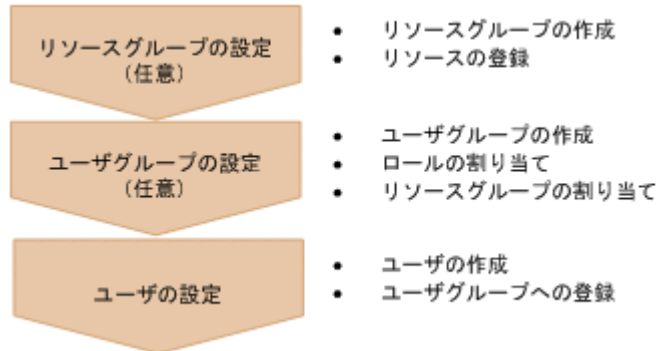 リソースグループの設定
(任意)
• リソースグループの作成
• リソースの登録
ユーザグループの設定
(任意)
• ユーザグループの作成
• ロールの割り当て
• リソースグループの割り当て
ユーザの設定
• ユーザの作成
• ユーザグループへの登録